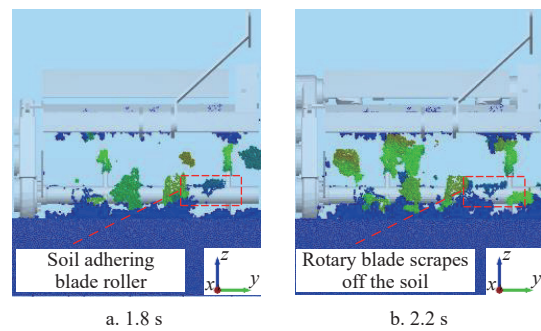 Soil adhering
blade roller
z
x
y
a. 1.8 s
Rotary blade scrapes
off the soil
z
x
y
b. 2.2 s